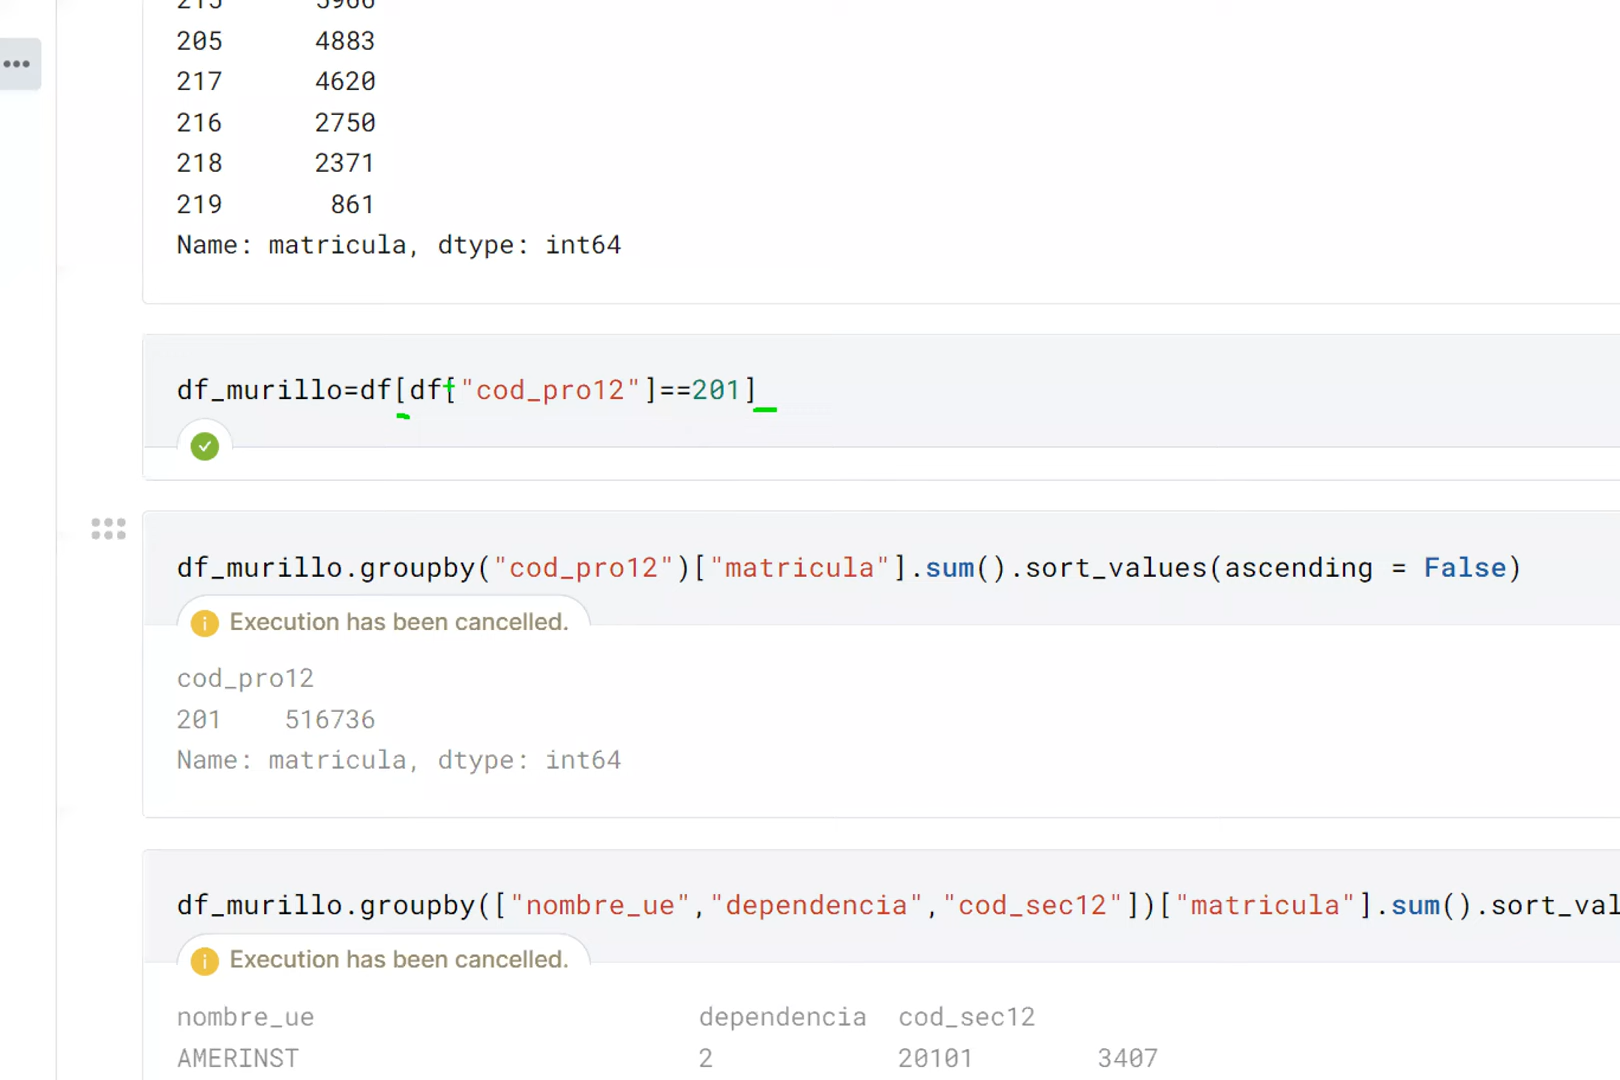 215 3966
205 4883
217 4620
216 2750
218 2371
219 861
Name: matricula, dtype: int64
df_murillo=df[df["cod_pro12"]==201]
df_murillo.groupby("cod_pro12")["matricula"].sum().sort_values(ascending = False)
Execution has been cancelled.
cod_pro12
201 516736
Name: matricula, dtype: int64
df_murillo.groupby(["nombre_ue","dependencia","cod_sec12"])["matricula"].sum().sort_val
Execution has been cancelled.
nombre_ue dependencia cod_sec12
AMERINST 2 20101 3407